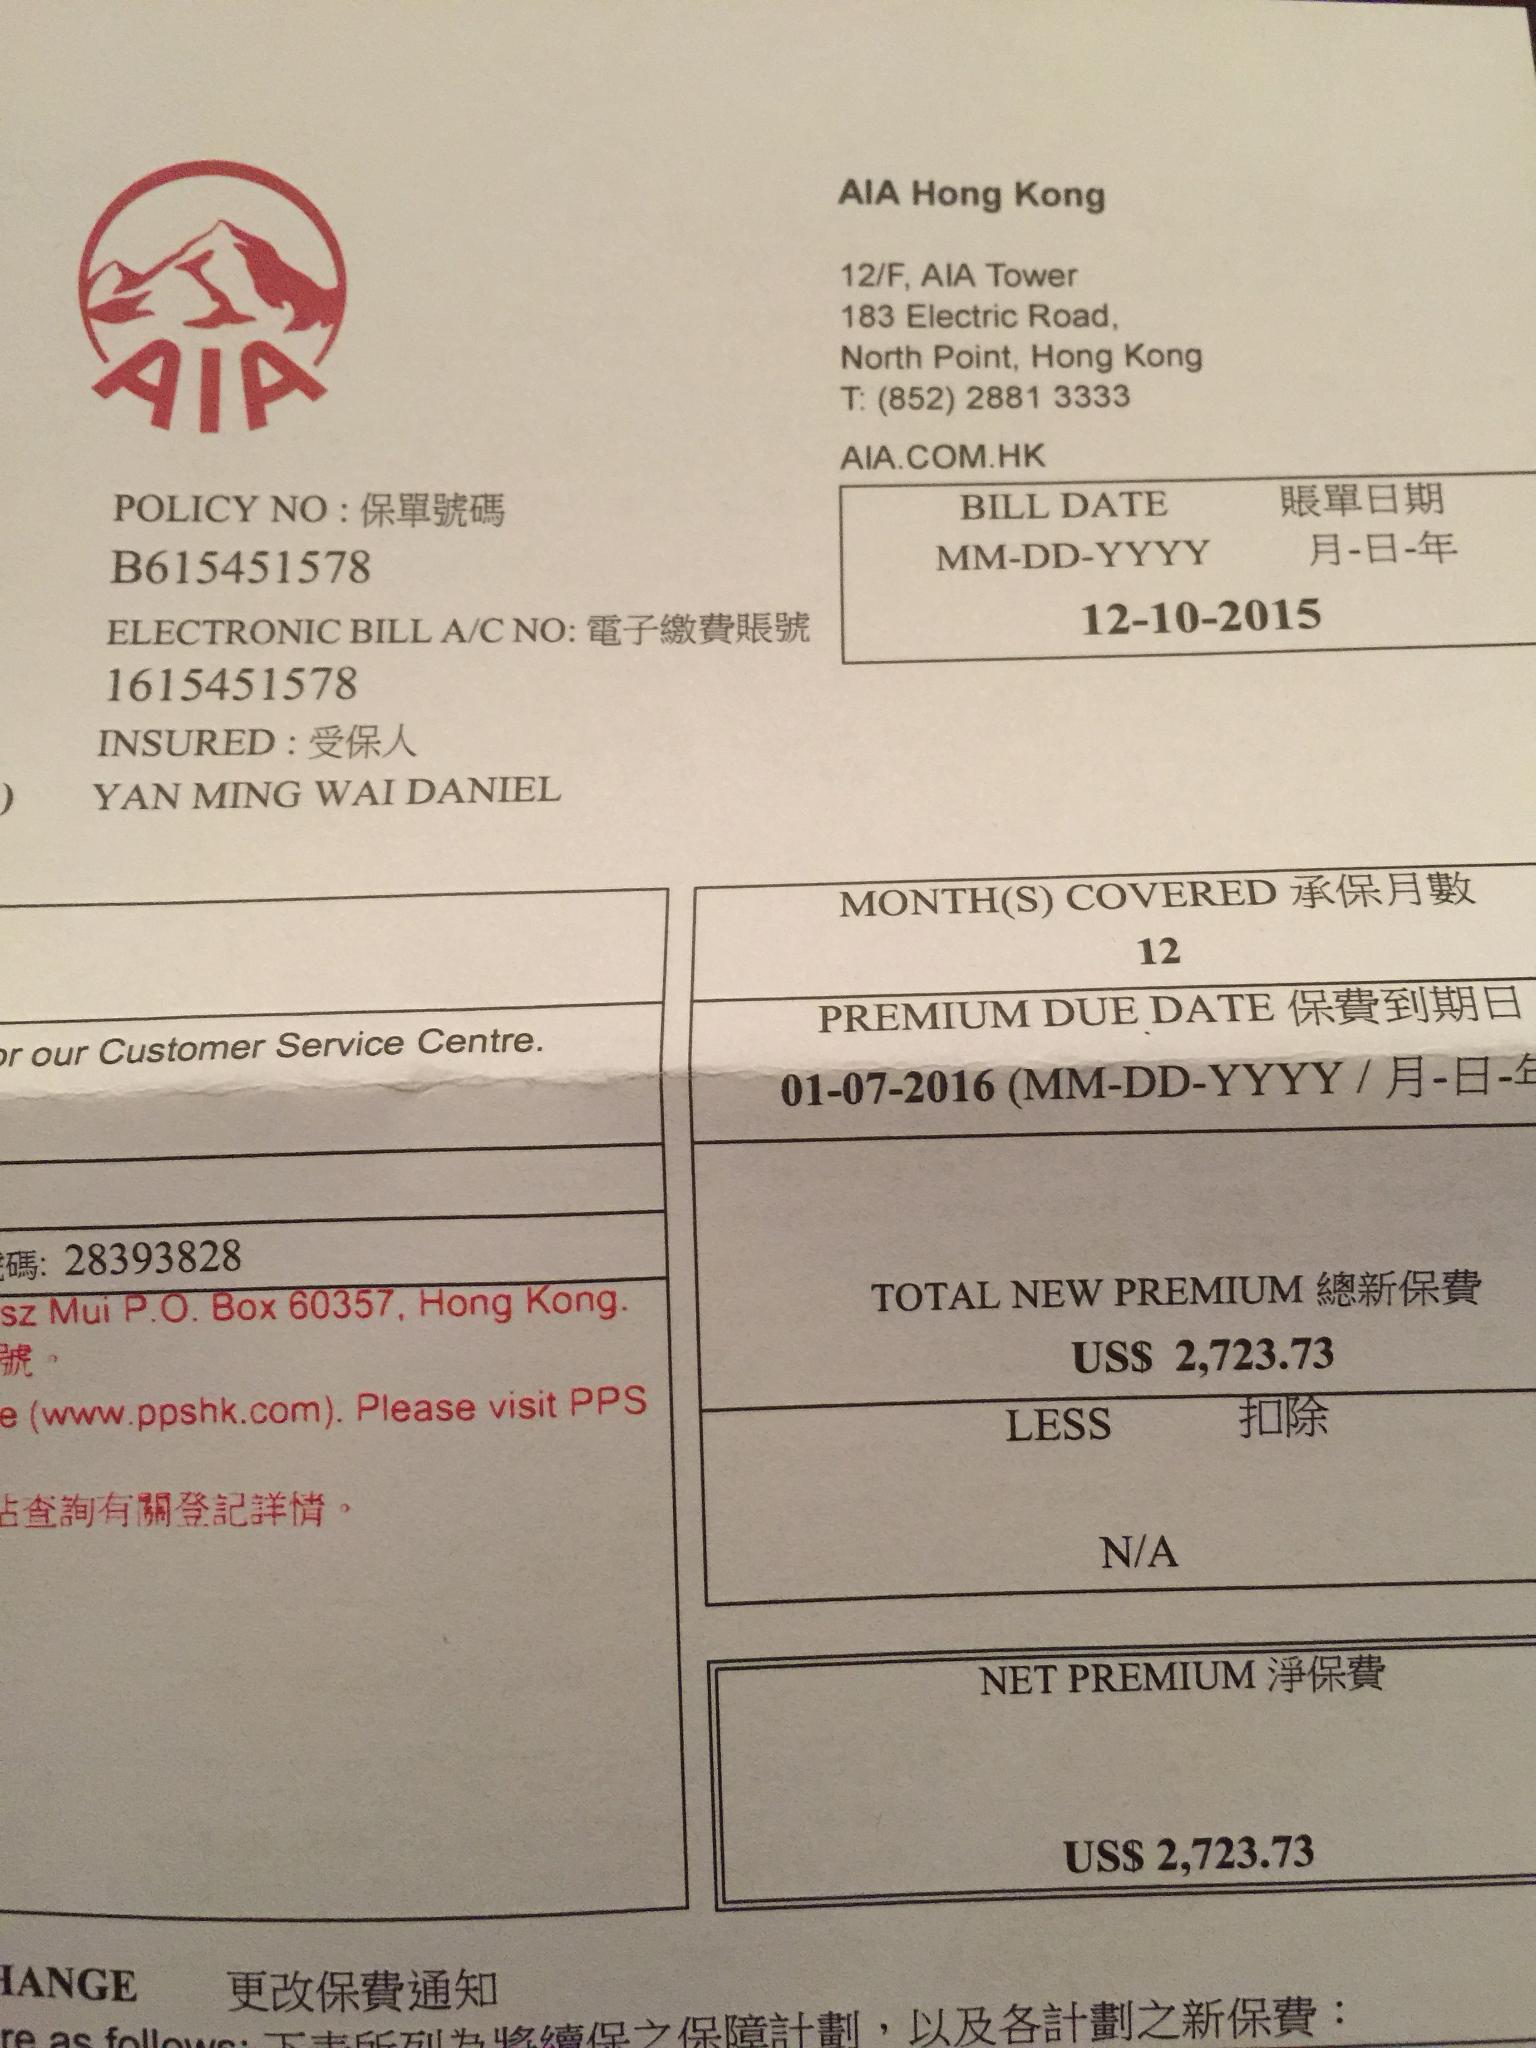 AIA
AIA Hong Kong
12/F, AIA Tower
183 Electric Road,
North Point, Hong Kong
T: (852) 2881 3333
AIA.COM.HK
POLICY NO : 保單號碼
B615451578
ELECTRONIC BILL A/C NO: 電子繳費賬號
1615451578
INSURED : 受保人
) YAN MING WAI DANIEL
BILL DATE 賬單日期
MM-DD-YYYY 月-日-年
12-10-2015
or our Customer Service Centre.
號碼: 28393828
sz Mui P.O. Box 60357, Hong Kong.
號。
e (www.ppshk.com). Please visit PPS
站查詢有關登記詳情。
MONTH(S) COVERED 承保月數
12
PREMIUM DUE DATE 保費到期日
01-07-2016 (MM-DD-YYYY / 月-日-年
TOTAL NEW PREMIUM 總新保費
US$ 2,723.73
LESS 扣除
N/A
NET PREMIUM 淨保費
US$ 2,723.73
HANGE 更改保費通知
re as follows: 下表所列為將續保之保障計劃，以及各計劃之新保費：